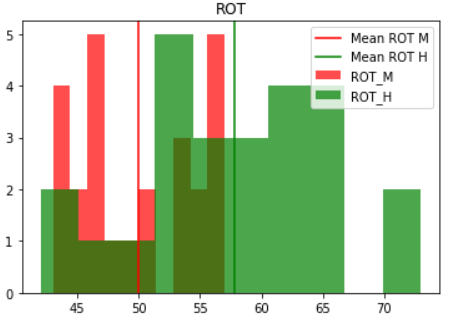 ROT
Mean ROT M
Mean ROT H
ROT_M
ROT_H
5
4
3
2
1
0
45 50 55 60 65 70